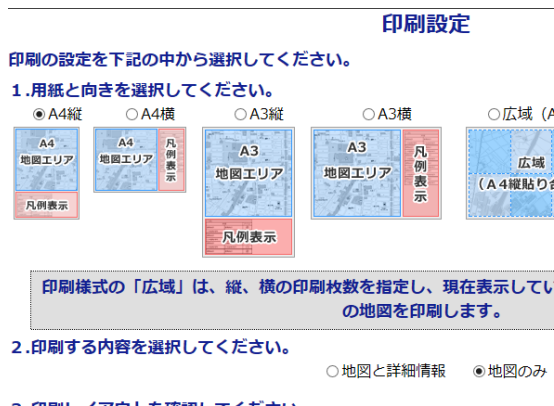 印刷設定
印刷の設定を下記の中から選択してください。
1.用紙と向きを選択してください。
A4縦 A4横 A3縦 A3横 広域（A
A4 地図エリア 凡例表示
A4 地図エリア 凡例表示
A3 地図エリア 凡例表示
A3 地図エリア 凡例表示
広域
（A4縦貼り合
印刷様式の「広域」は、縦、横の印刷枚数を指定し、現在表示してい
の地図を印刷します。
2.印刷する内容を選択してください。
地図と詳細情報 地図のみ